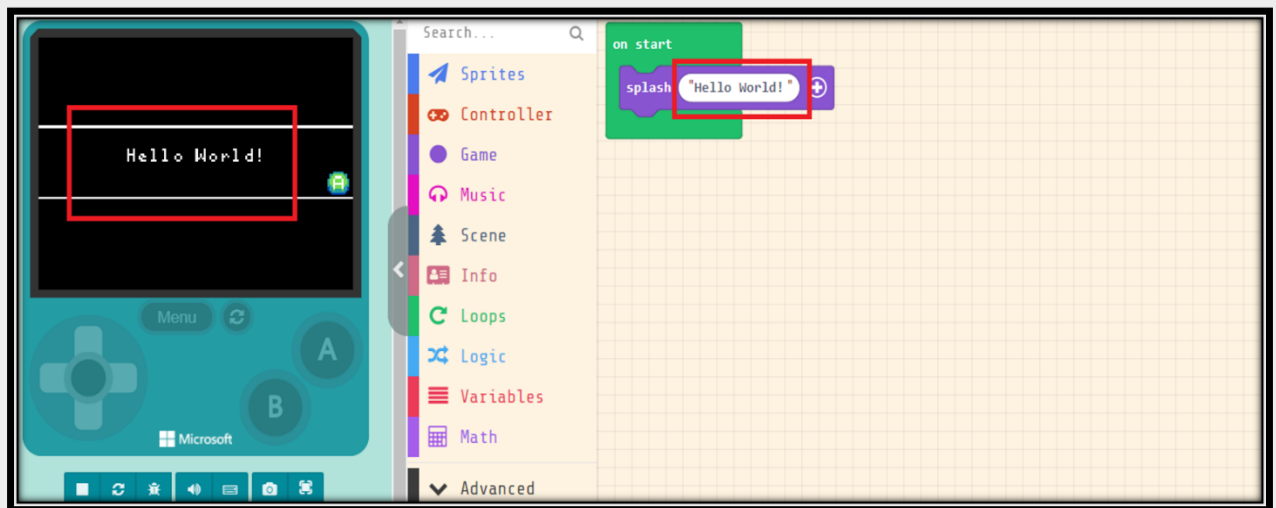 Hello World!
Menu
A
B
Microsoft
Search...
Sprites
Controller
Game
Music
Scene
Info
Loops
Logic
Variables
Math
Advanced
on start
splash "Hello World!"